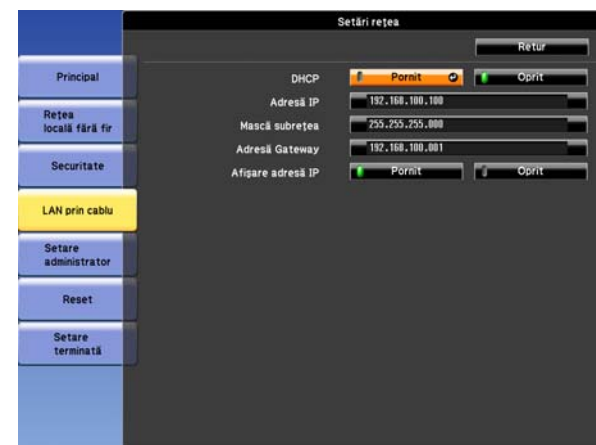 Setări rețea
Retur
Principal
Rețea
locală fără fir
Securitate
LAN prin cablu
Setare
administrator
Reset
Setare
terminată
DHCP Pornit Oprit
Adresă IP 192.168.100.100
Mască subrețea 255.255.255.000
Adresă Gateway 192.168.100.001
Afișare adresă IP Pornit Oprit